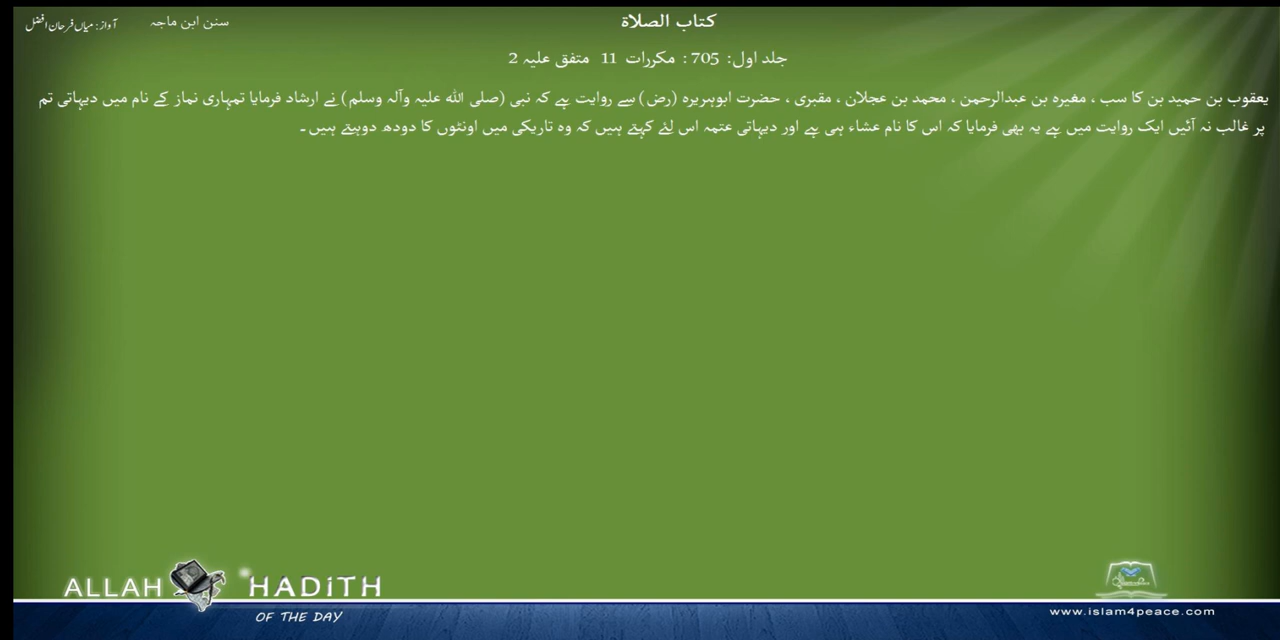 کتاب الصلاة
سنن ابن ماجہ
آواز: میاں فرحان افضل
جلد اول: 705 : مکررات 11 متفق علیہ 2
یعقوب بن حمید بن کا سب ، مغیرہ بن عبدالرحمن ، محمد بن عجلان ، مقبری ، حضرت ابوہریرہ (رض) سے روایت ہے کہ نبی (صلی اللہ علیہ وآلہ وسلم) نے ارشاد فرمایا تمہاری نماز کے نام میں دیہاتی تم
پر غالب نہ آئیں ایک روایت میں ہے یہ بھی فرمایا کہ اس کا نام عشاء ہی ہے اور دیہاتی عتمہ اس لئے کہتے ہیں کہ وہ تاریکی میں اونٹوں کا دودھ دوہتے ہیں ۔
ALLAH HADITH
OF THE DAY
www.islam4peace.com